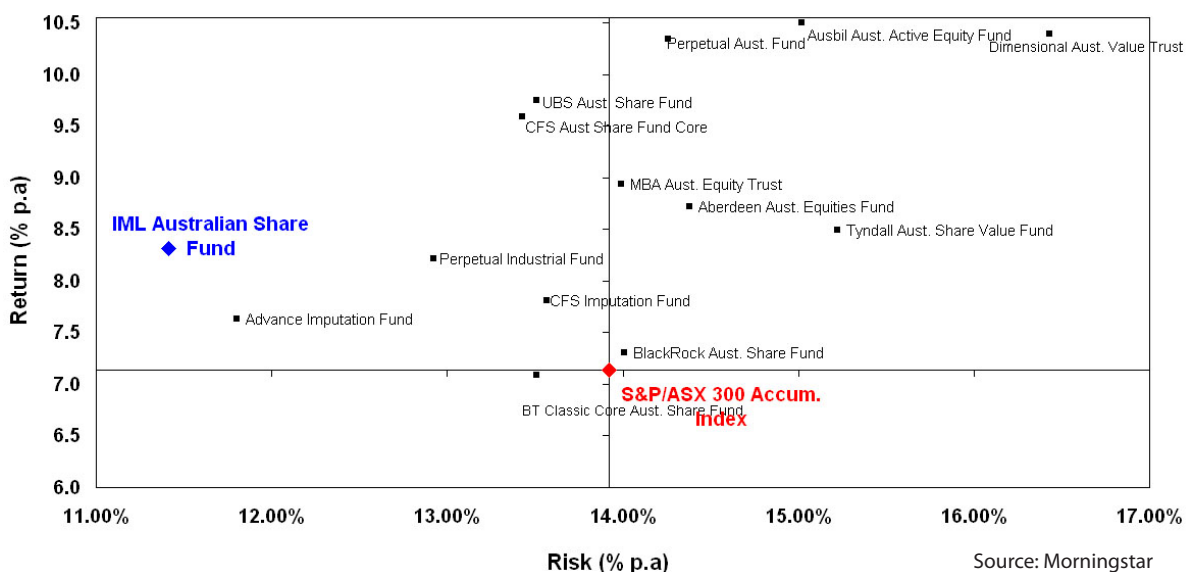 10.5
10.0
9.5
9.0
8.5
8.0
7.5
7.0
6.5
6.0
Return (% p.a)
Perpetual Aust. Fund
Ausbil Aust. Active Equity Fund
Dimensional Aust. Value Trust
UBS Aust. Share Fund
CFS Aust Share Fund Core
MBA Aust. Equity Trust
Aberdeen Aust. Equities Fund
Tyndall Aust. Share Value Fund
IML Australian Share
Fund
Perpetual Industrial Fund
CFS Imputation Fund
Advance Imputation Fund
BlackRock Aust. Share Fund
S&P/ASX 300 Accum.
Index
BT Classic Core Aust. Share Fund
11.00% 12.00% 13.00% 14.00% 15.00% 16.00% 17.00%
Risk (% p.a)
Source: Morningstar